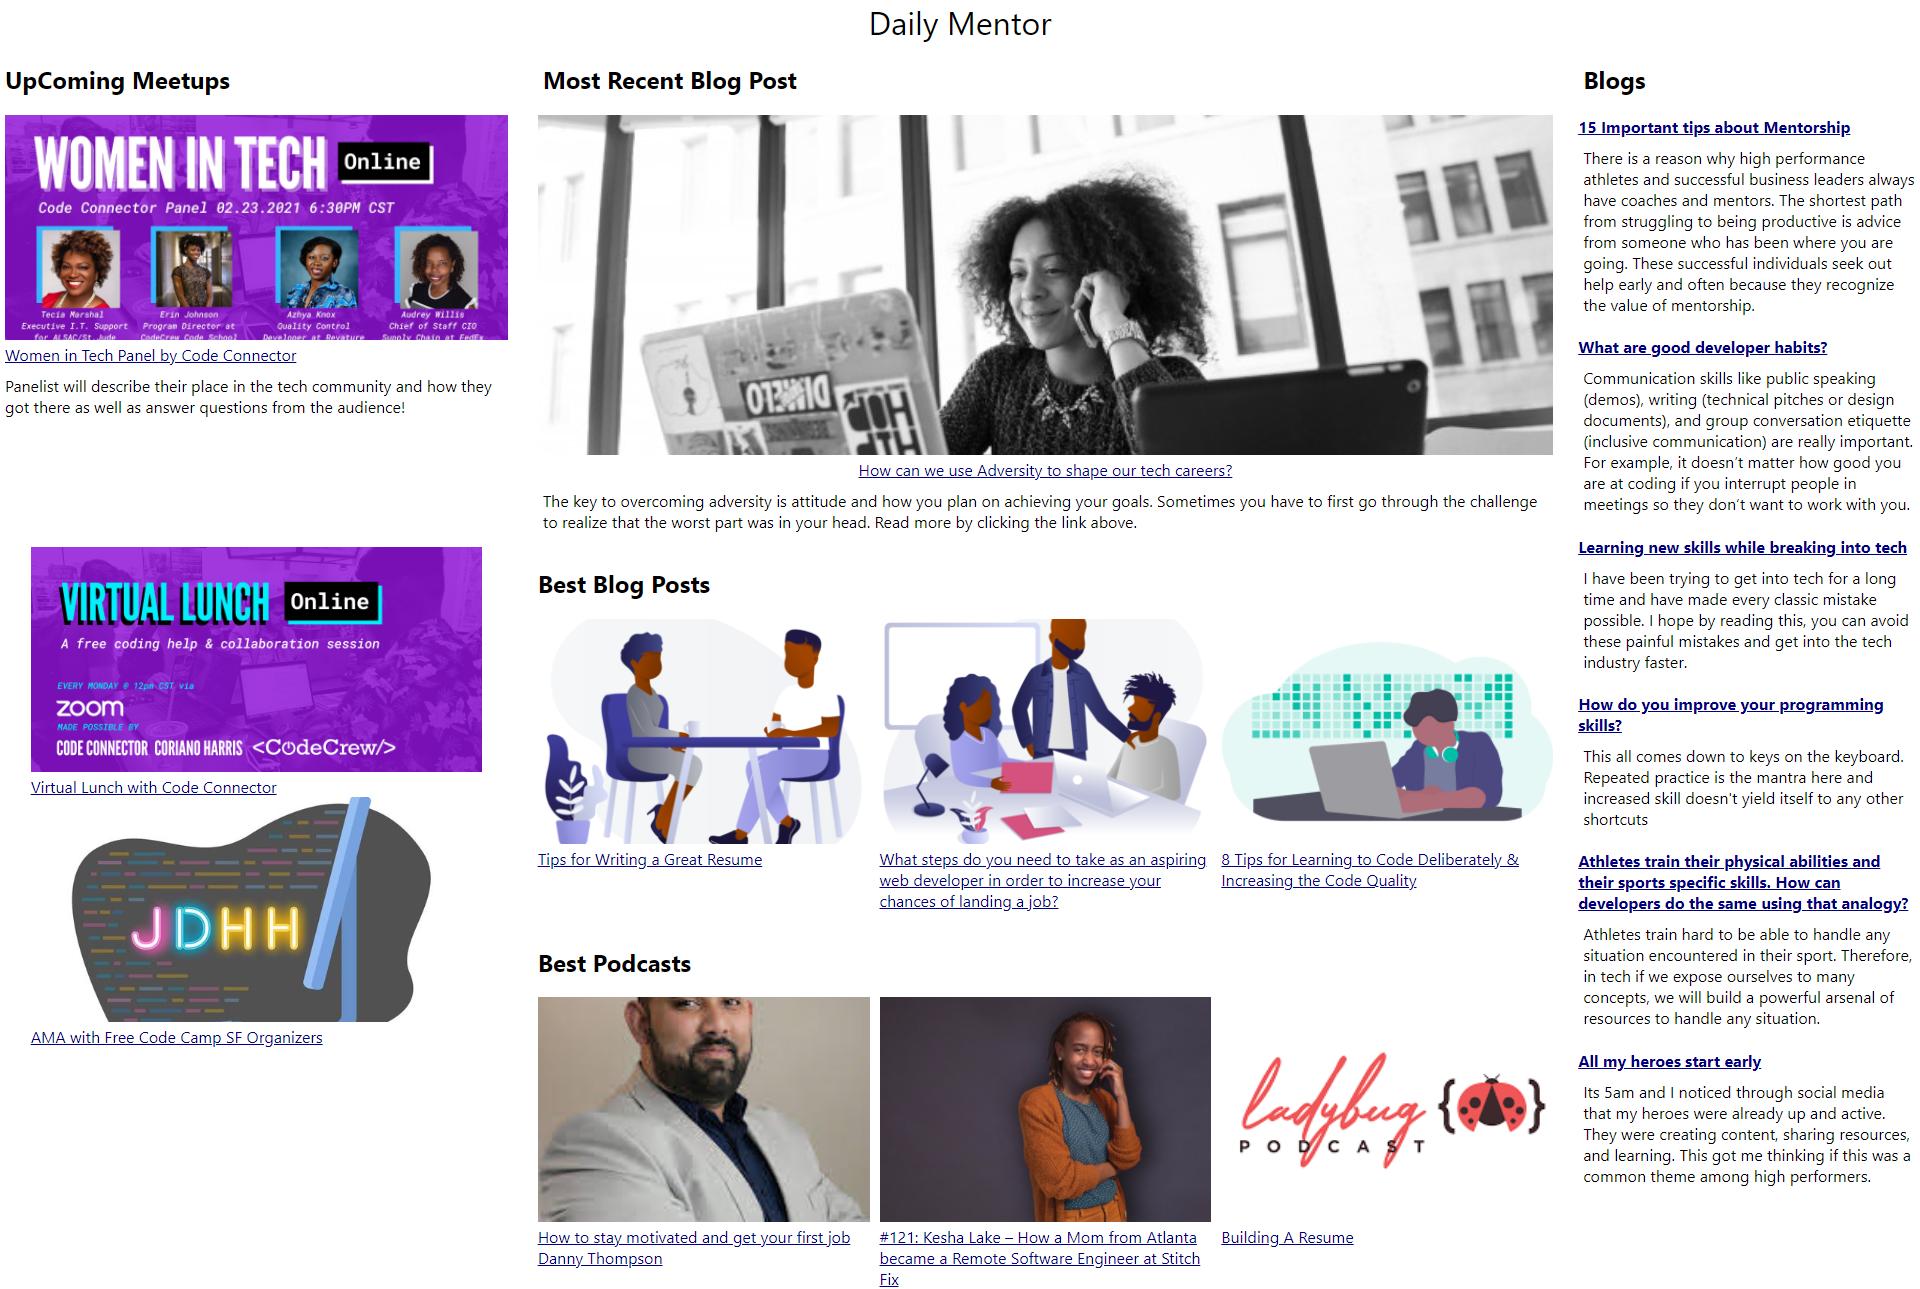 Daily Mentor
UpComing Meetups
WOMEN IN TECH Online
Code Connector Panel 02.23.2021 6:30PM CST
Tecia Marshal
Executive I.T. Support
for ALSAC/St.Jude
Erin Johnson
Program Director at
CodeCrew Code School
Azhya Knox
Quality Control
Developer at Revature
Audrey Willis
Chief of Staff CIO
Supply Chain at FedEx
Women in Tech Panel by Code Connector
Panelist will describe their place in the tech community and how they
got there as well as answer questions from the audience!
VIRTUAL LUNCH Online
A free coding help & collaboration session
EVERY MONDAY @ 12pm CST via
zoom
MADE POSSIBLE BY
CODE CONNECTOR CORIANO HARRIS <CodeCrew/>
Virtual Lunch with Code Connector
JDHH
AMA with Free Code Camp SF Organizers
Most Recent Blog Post
How can we use Adversity to shape our tech careers?
The key to overcoming adversity is attitude and how you plan on achieving your goals. Sometimes you have to first go through the challenge
to realize that the worst part was in your head. Read more by clicking the link above.
Best Blog Posts
Tips for Writing a Great Resume
What steps do you need to take as an aspiring
web developer in order to increase your
chances of landing a job?
8 Tips for Learning to Code Deliberately &
Increasing the Code Quality
Best Podcasts
How to stay motivated and get your first job
Danny Thompson
#121: Kesha Lake – How a Mom from Atlanta
became a Remote Software Engineer at Stitch
Fix
ladybug
PODCAST
Building A Resume
Blogs
15 Important tips about Mentorship
There is a reason why high performance
athletes and successful business leaders always
have coaches and mentors. The shortest path
from struggling to being productive is advice
from someone who has been where you are
going. These successful individuals seek out
help early and often because they recognize
the value of mentorship.
What are good developer habits?
Communication skills like public speaking
(demos), writing (technical pitches or design
documents), and group conversation etiquette
(inclusive communication) are really important.
For example, it doesn't matter how good you
are at coding if you interrupt people in
meetings so they don't want to work with you.
Learning new skills while breaking into tech
I have been trying to get into tech for a long
time and have made every classic mistake
possible. I hope by reading this, you can avoid
these painful mistakes and get into the tech
industry faster.
How do you improve your programming
skills?
This all comes down to keys on the keyboard.
Repeated practice is the mantra here and
increased skill doesn't yield itself to any other
shortcuts
Athletes train their physical abilities and
their sports specific skills. How can
developers do the same using that analogy?
Athletes train hard to be able to handle any
situation encountered in their sport. Therefore,
in tech if we expose ourselves to many
concepts, we will build a powerful arsenal of
resources to handle any situation.
All my heroes start early
Its 5am and I noticed through social media
that my heroes were already up and active.
They were creating content, sharing resources,
and learning. This got me thinking if this was a
common theme among high performers.